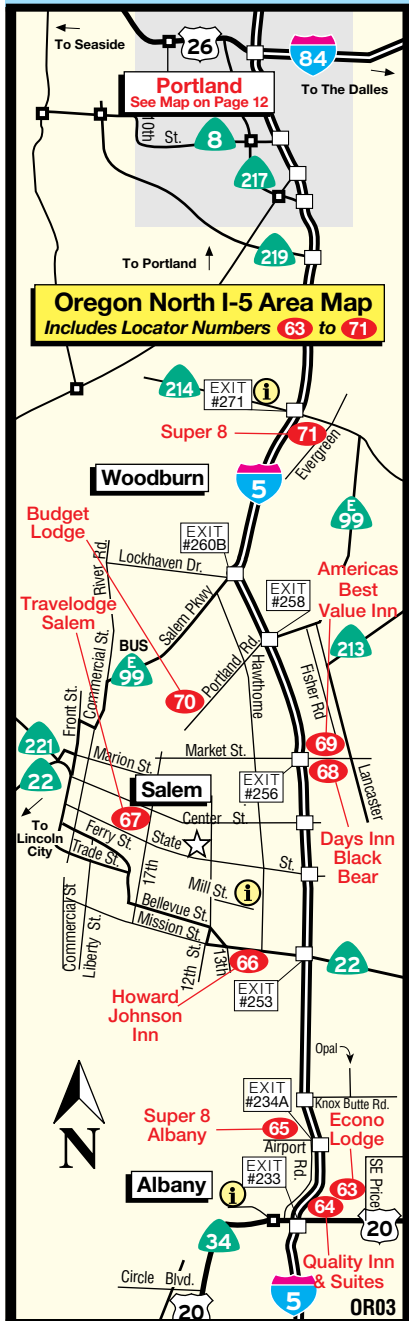 To Seaside
26
84
To The Dalles
Portland
See Map on Page 12
10th
St.
8
217
219
To Portland
Oregon North I-5 Area Map
Includes Locator Numbers 63 to 71
214
EXIT
#271
i
Super 8
71
Evergreen
Woodburn
5
E
99
Budget
Lodge
EXIT
#260B
Americas
Best
Value Inn
River Rd.
Lockhaven Dr.
EXIT
#258
Travelodge
Salem
Commercial St.
Salem Pkwy
BUS
E
99
Portland Rd.
Hawthorne
Fisher Rd
213
70
Front St.
221
Marion St.
Market St.
69
68
Lancaster
22
Salem
EXIT
#256
67
Center St.
To
Lincoln
City
Ferry St.
State
St.
Days Inn
Black
Bear
Trade St.
17th
Mill St.
i
Bellevue St.
Mission St.
Commercial St
Liberty St.
12th St.
13th
66
EXIT
#253
22
Howard
Johnson
Inn
Opal
N
EXIT
#234A
Knox Butte Rd.
Super 8
Albany
65
Airport
Rd.
Econo
Lodge
EXIT
#233
63
SE Price
Albany
i
64
20
34
Quality Inn
& Suites
Circle Blvd.
20
5
OR03